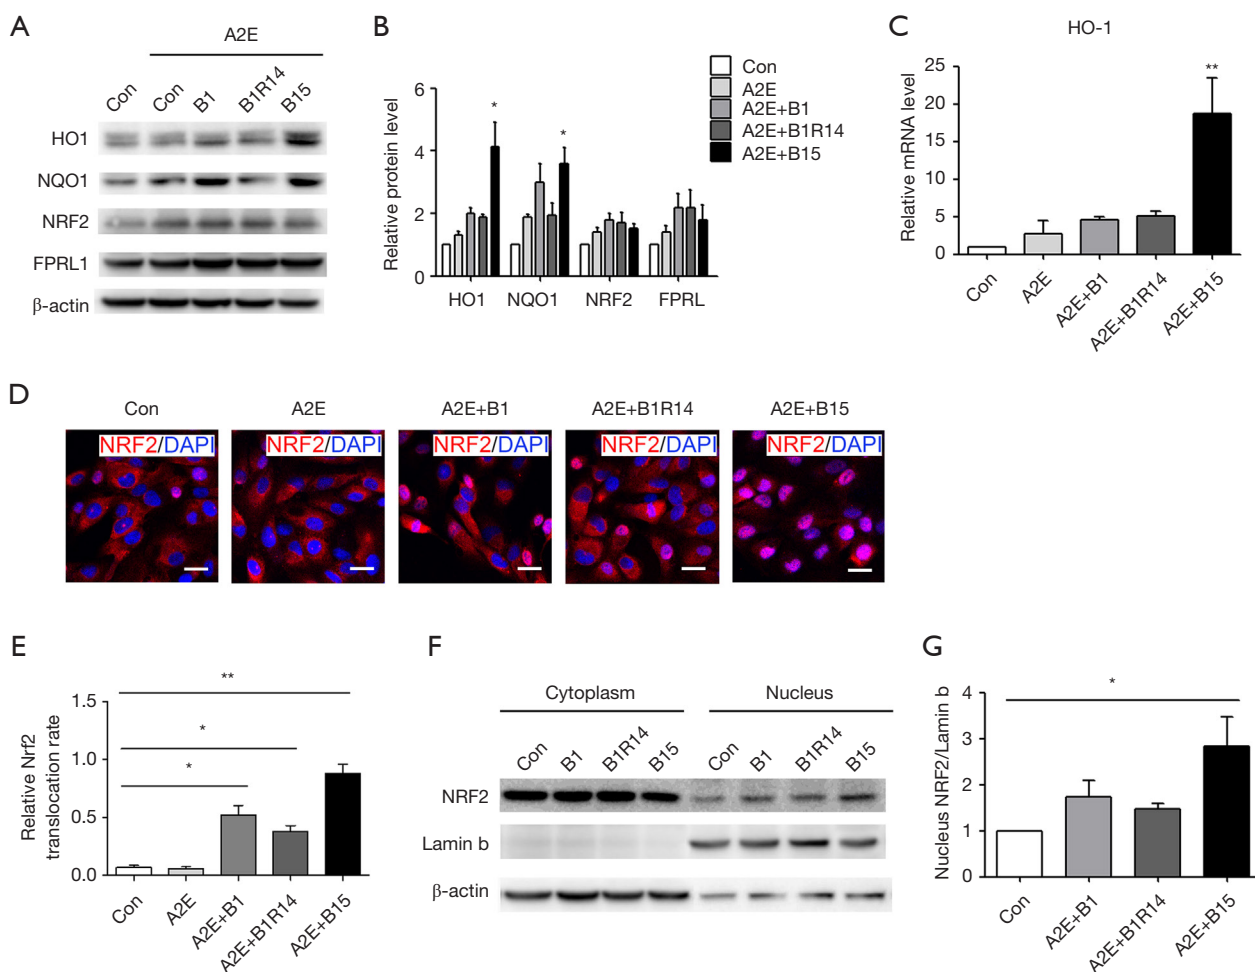 A
A2E
Con
Con
B1
B1R14
B15
HO1
NQO1
NRF2
FPRL1
β-actin
B
Relative protein level
6
4
2
0
*
*
HO1
NQO1
NRF2
FPRL
Con
A2E
A2E+B1
A2E+B1R14
A2E+B15
C
HO-1
Relative mRNA level
25
20
15
10
5
0
**
Con
A2E
A2E+B1
A2E+B1R14
A2E+B15
D
Con
A2E
A2E+B1
A2E+B1R14
A2E+B15
NRF2/DAPI
NRF2/DAPI
NRF2/DAPI
NRF2/DAPI
NRF2/DAPI
E
Relative Nrf2
translocation rate
1.5
1.0
0.5
0.0
**
*
*
Con
A2E
A2E+B1
A2E+B1R14
A2E+B15
F
Cytoplasm
Nucleus
Con
B1
B1R14
B15
Con
B1
B1R14
B15
NRF2
Lamin b
β-actin
G
Nucleus NRF2/Lamin b
4
3
2
1
0
*
Con
A2E+B1
A2E+B1R14
A2E+B15